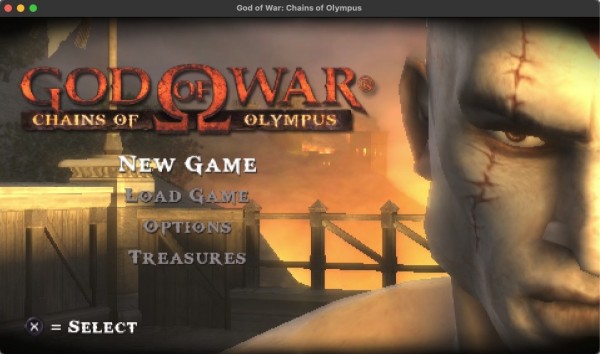 God of War: Chains of Olympus
GOD OF WAR®
CHAINS OF OLYMPUS
NEW GAME
LOAD GAME
OPTIONS
TREASURES
X = SELECT